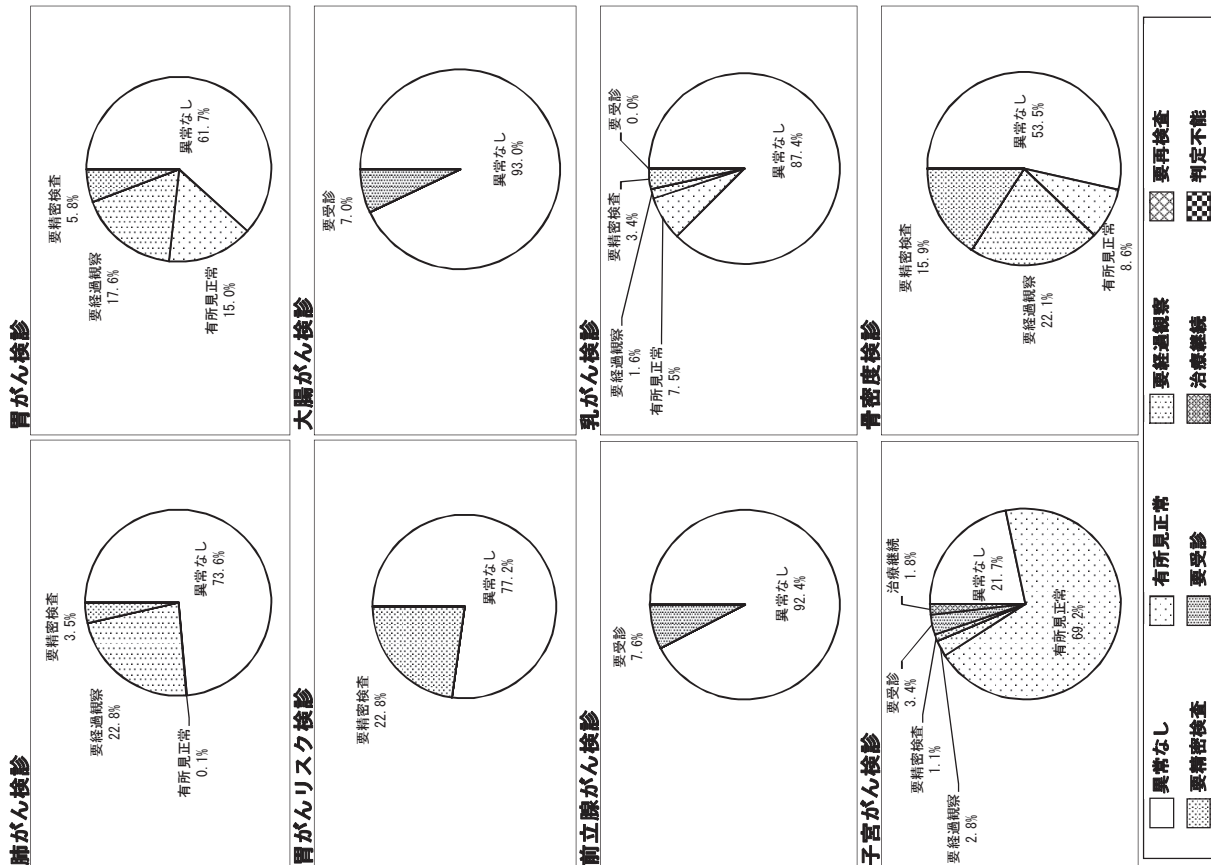 肺がん検診
要精密検査
3.5%
要経過観察
22.8%
有所見正常
0.1%
異常なし
73.6%
胃がん検診
要精密検査
5.8%
要経過観察
17.6%
有所見正常
15.0%
異常なし
61.7%
胃がんリスク検診
要精密検査
22.8%
異常なし
77.2%
大腸がん検診
要受診
7.0%
異常なし
93.0%
前立腺がん検診
要受診
7.6%
異常なし
92.4%
乳がん検診
要受診
0.0%
要精密検査
3.4%
要経過観察
1.6%
有所見正常
7.5%
異常なし
87.4%
子宮がん検診
治療継続
1.8%
要受診
3.4%
要精密検査
1.1%
要経過観察
2.8%
異常なし
21.7%
有所見正常
69.2%
骨密度検診
要精密検査
15.9%
要経過観察
22.1%
有所見正常
8.6%
異常なし
53.5%
異常なし
有所見正常
要経過観察
要再検査
要精密検査
要受診
治療継続
判定不能